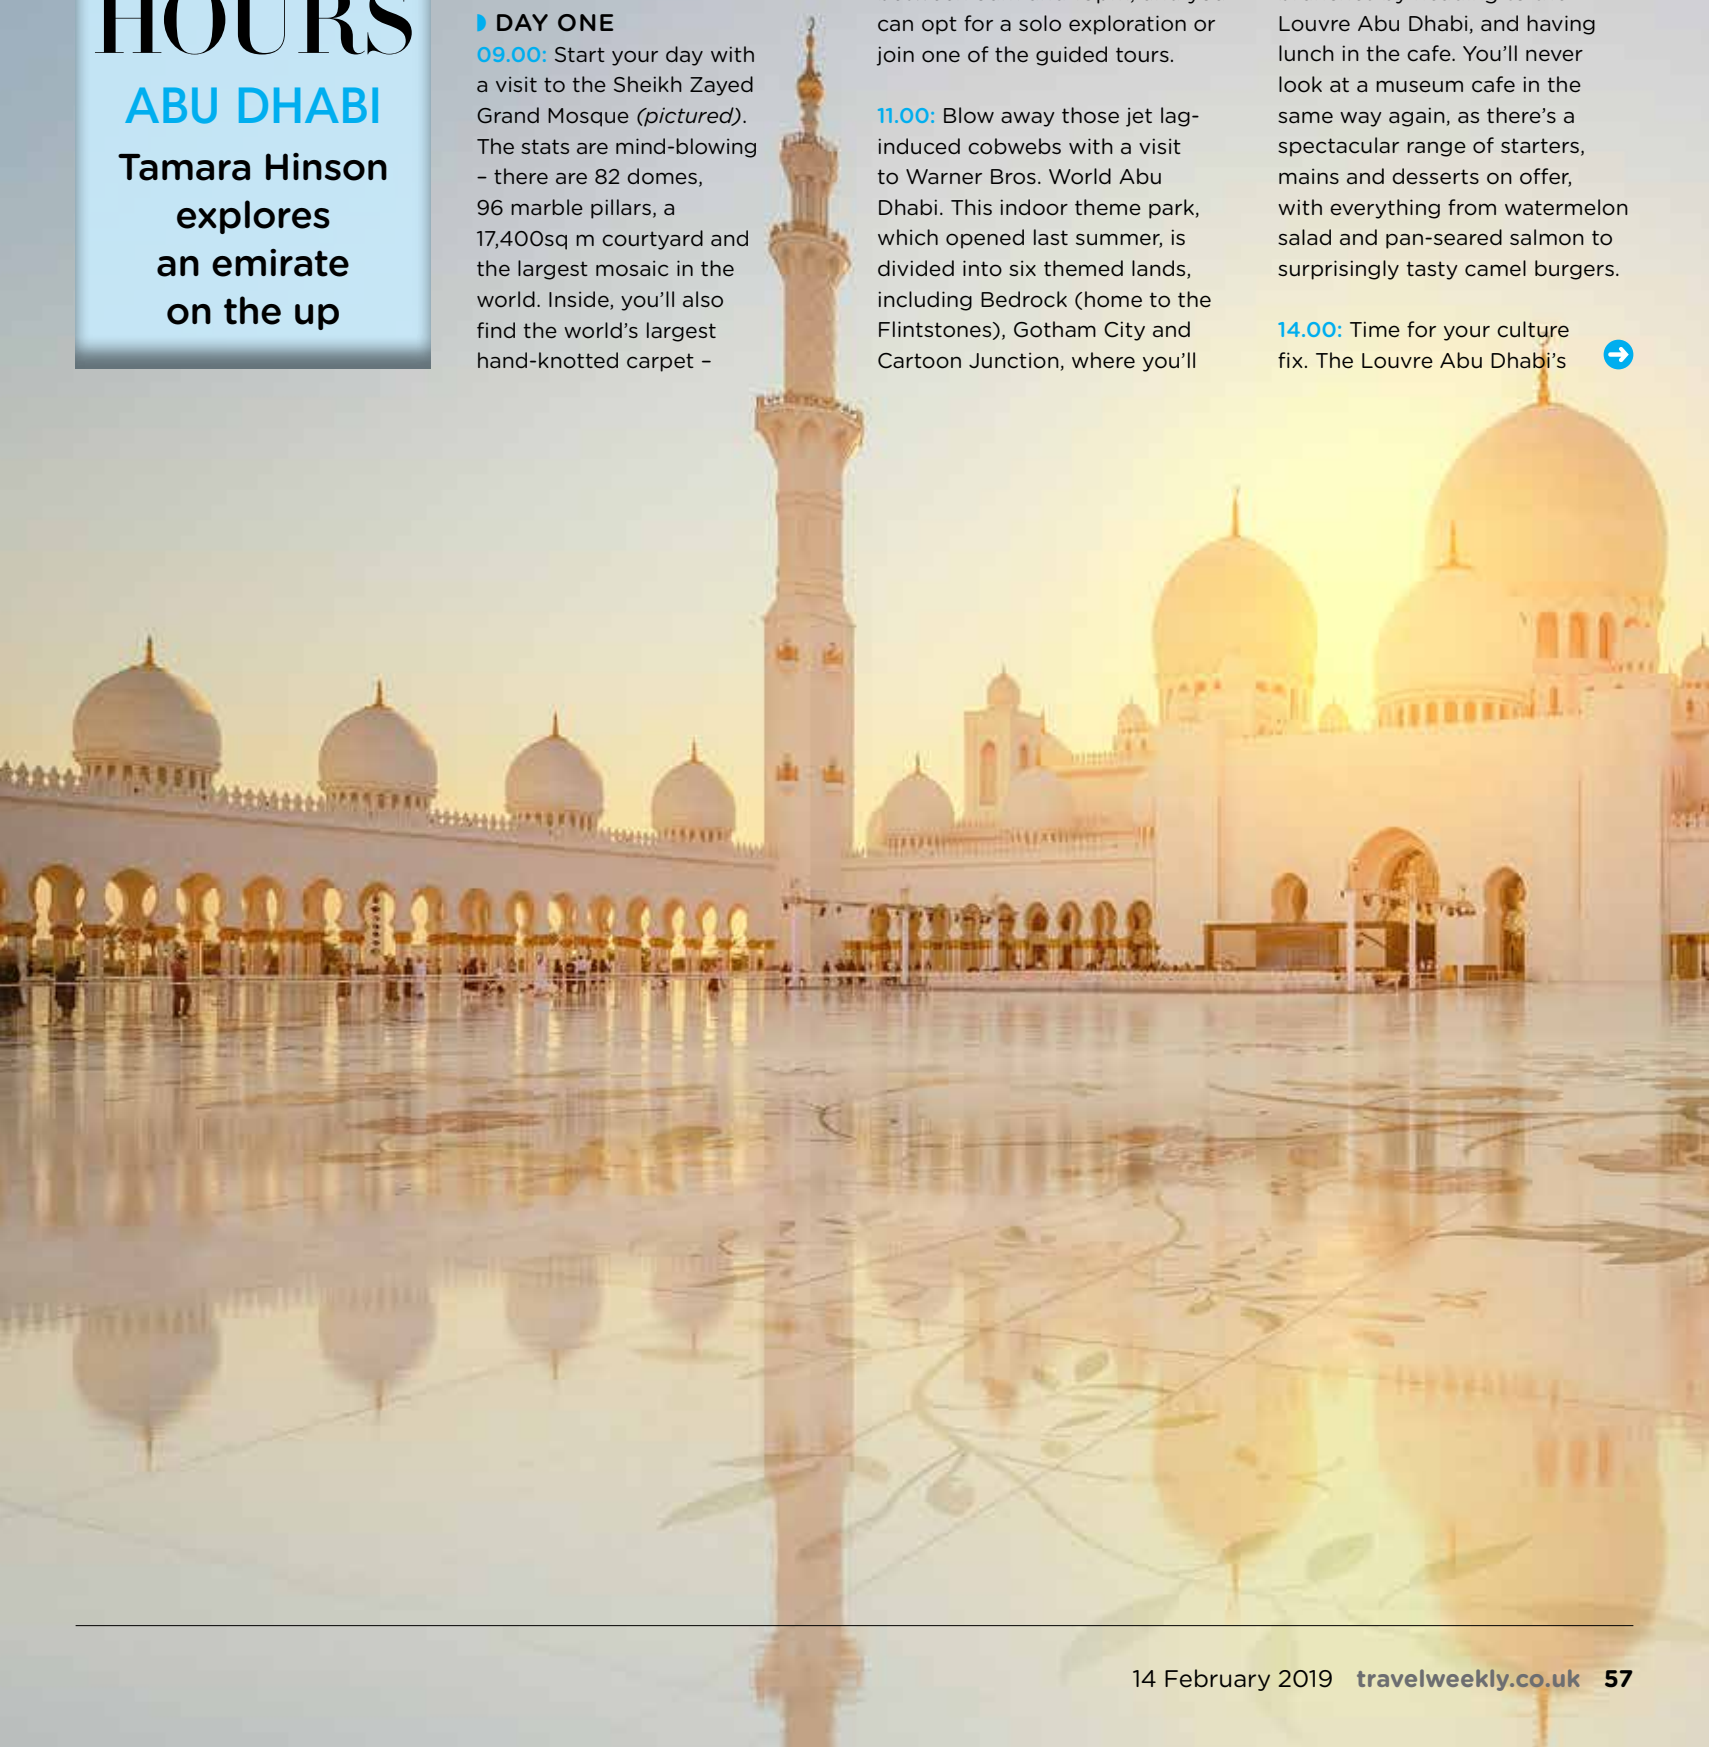 HOURS
ABU DHABI
Tamara Hinson
explores
an emirate
on the up
DAY ONE
09.00: Start your day with
a visit to the Sheikh Zayed
Grand Mosque (pictured).
The stats are mind-blowing
– there are 82 domes,
96 marble pillars, a
17,400sq m courtyard and
the largest mosaic in the
world. Inside, you’ll also
find the world’s largest
hand-knotted carpet –
can opt for a solo exploration or
join one of the guided tours.
11.00: Blow away those jet lag-
induced cobwebs with a visit
to Warner Bros. World Abu
Dhabi. This indoor theme park,
which opened last summer, is
divided into six themed lands,
including Bedrock (home to the
Flintstones), Gotham City and
Cartoon Junction, where you’ll
Louvre Abu Dhabi, and having
lunch in the cafe. You’ll never
look at a museum cafe in the
same way again, as there’s a
spectacular range of starters,
mains and desserts on offer,
with everything from watermelon
salad and pan-seared salmon to
surprisingly tasty camel burgers.
14.00: Time for your culture
fix. The Louvre Abu Dhabi’s
14 February 2019 travelweekly.co.uk 57